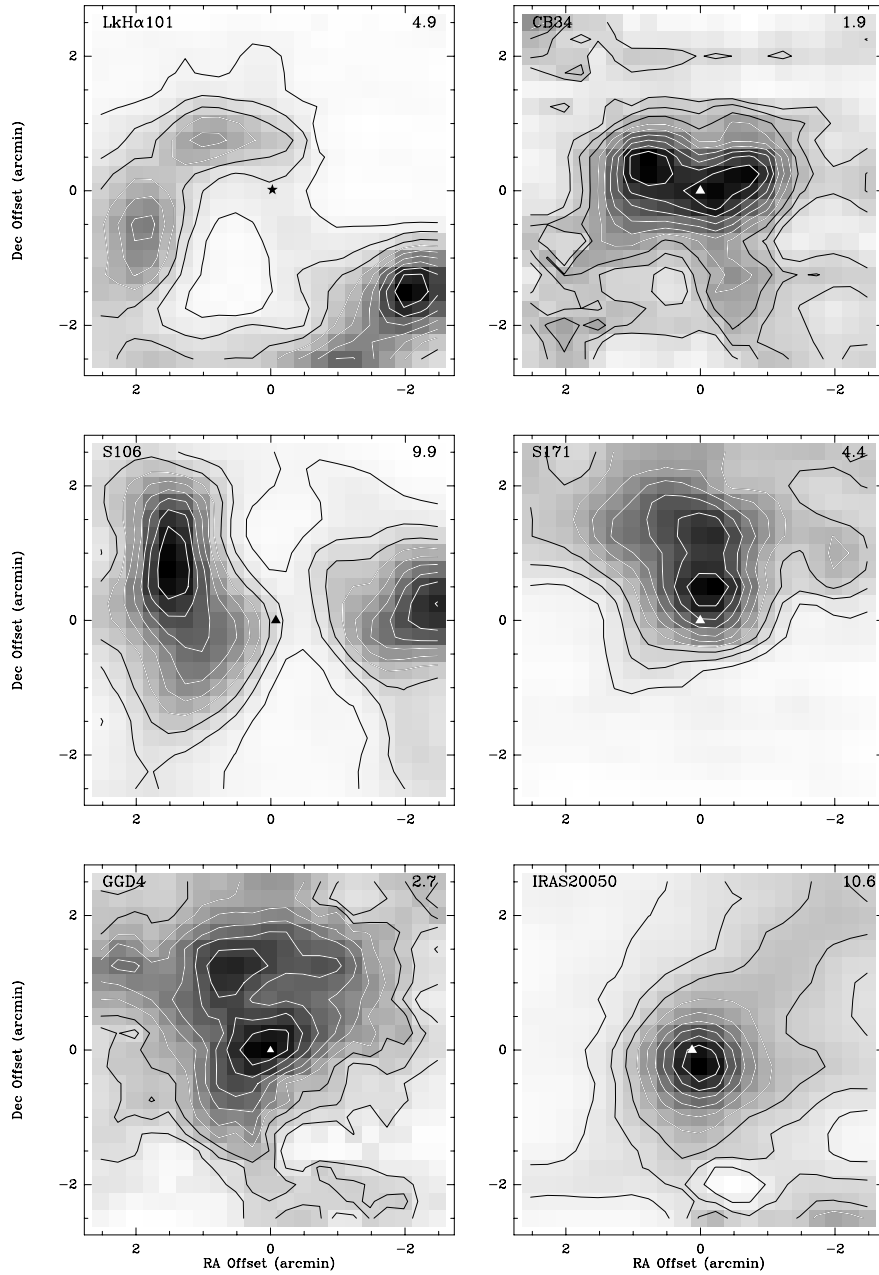 LkHα101 4.9
CB34 1.9
Dec Offset (arcmin)
2
0
−2
2 0 −2
2 0 −2
S106 9.9
S171 4.4
Dec Offset (arcmin)
2
0
−2
2 0 −2
2 0 −2
GGD4 2.7
IRAS20050 10.6
Dec Offset (arcmin)
2
0
−2
2 0 −2
2 0 −2
RA Offset (arcmin)
RA Offset (arcmin)